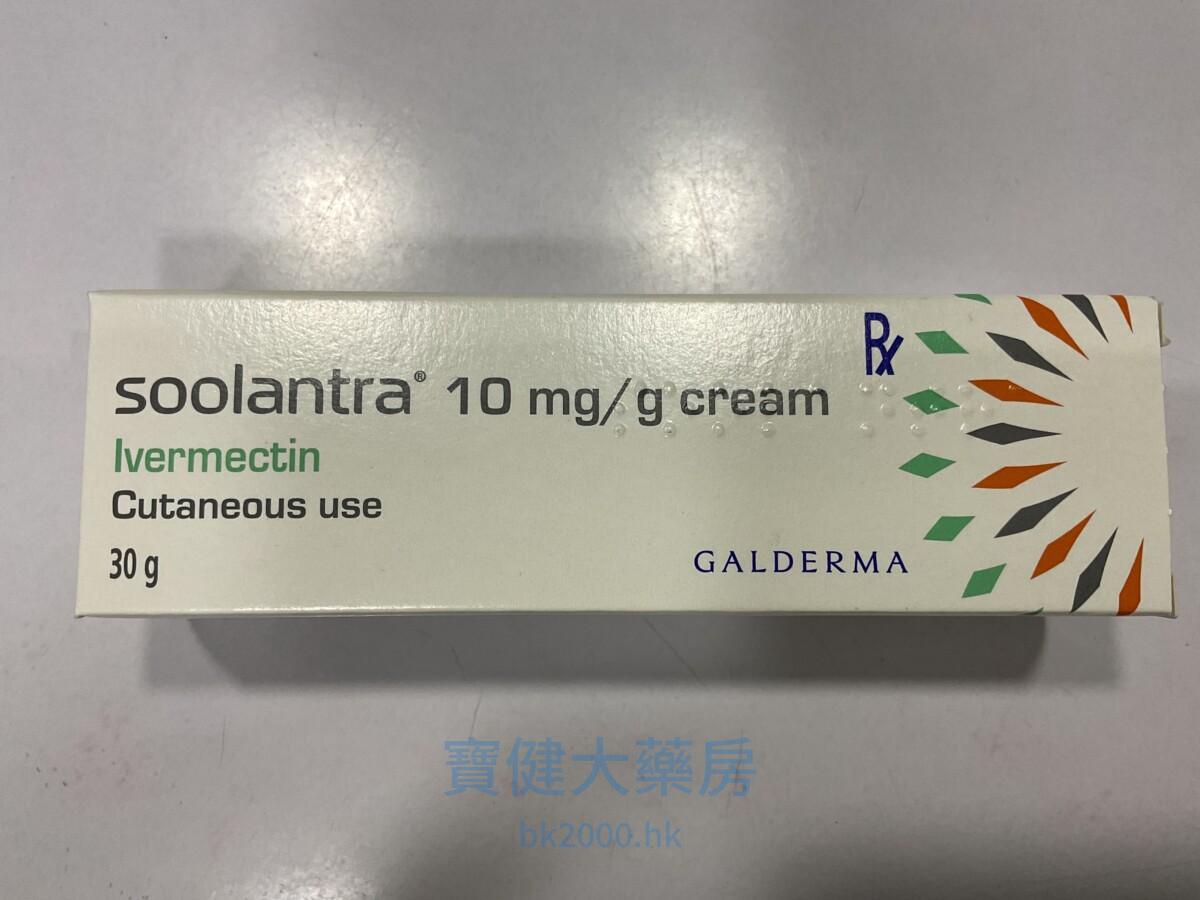 Rx
soolantra® 10 mg/g cream
Ivermectin
Cutaneous use
30 g
GALDERMA
寶健大藥房
bk2000.hk